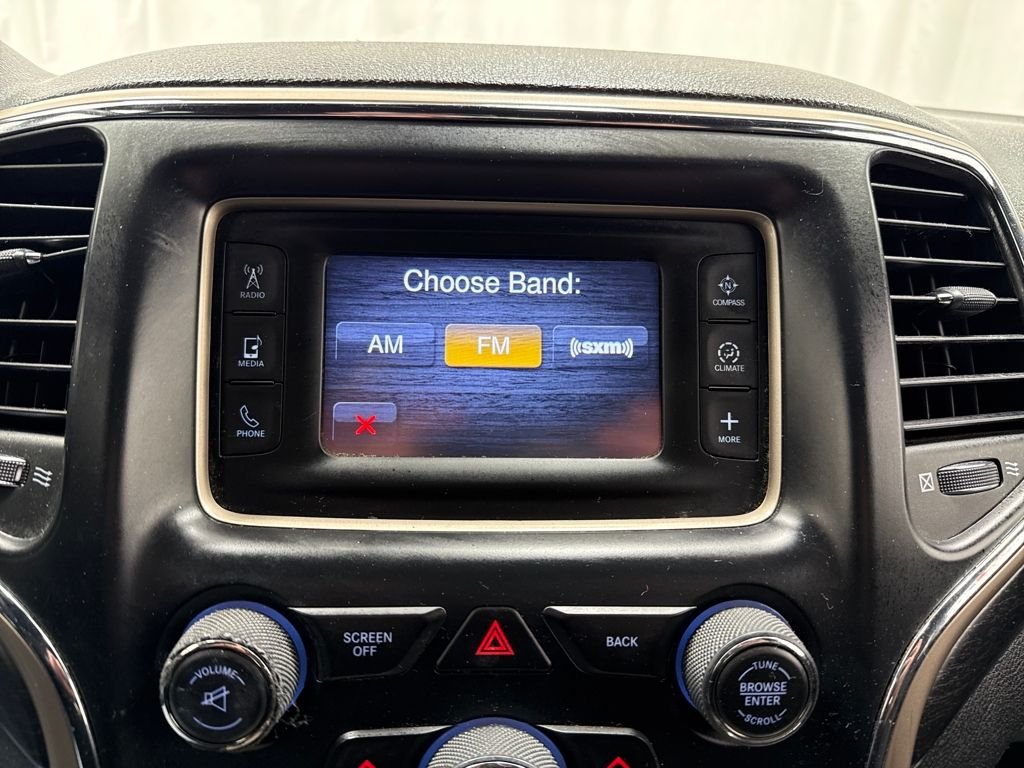 Choose Band:
AM
FM
((sxm))
RADIO
MEDIA
PHONE
N
COMPASS
CLIMATE
MORE
SCREEN
OFF
BACK
VOLUME
TUNE
BROWSE
ENTER
SCROLL